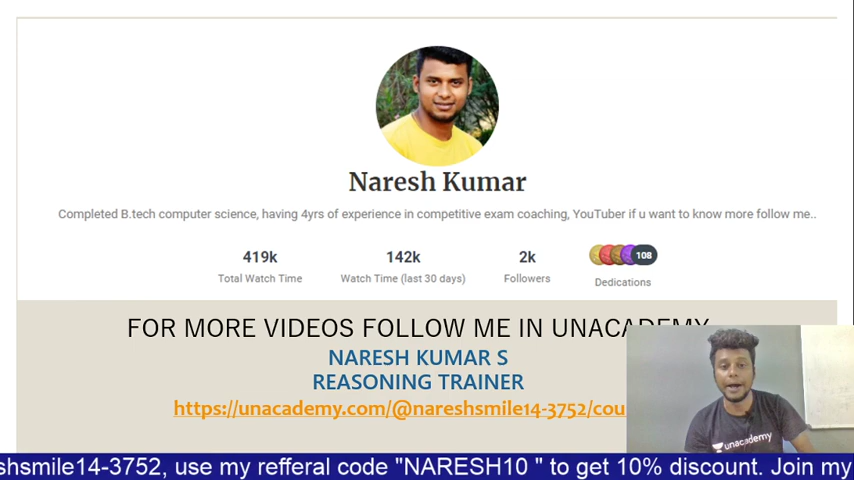 Naresh Kumar
Completed B.tech computer science, having 4yrs of experience in competitive exam coaching, YouTuber if u want to know more follow me..
419k
142k
2k
108
Total Watch Time
Watch Time (last 30 days)
Followers
Dedications
FOR MORE VIDEOS FOLLOW ME IN UNACADEMY
NARESH KUMAR S
REASONING TRAINER
https://unacademy.com/@nareshsmile14-3752/cou
unacademy
shsmile14-3752, use my refferal code "NARESH10 " to get 10% discount. Join my